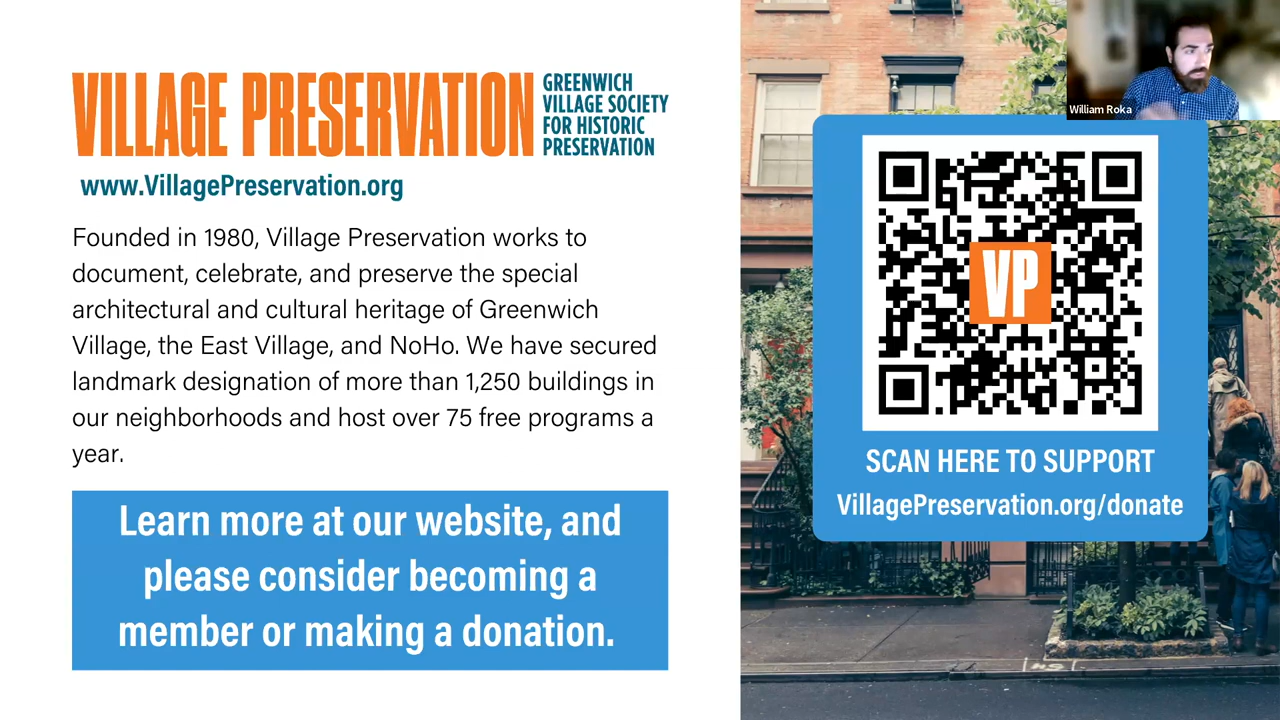 VILLAGE PRESERVATION
GREENWICH
VILLAGE SOCIETY
FOR HISTORIC
PRESERVATION
www.VillagePreservation.org
Founded in 1980, Village Preservation works to
document, celebrate, and preserve the special
architectural and cultural heritage of Greenwich
Village, the East Village, and NoHo. We have secured
landmark designation of more than 1,250 buildings in
our neighborhoods and host over 75 free programs a
year.
Learn more at our website, and
please consider becoming a
member or making a donation.
William Roka
VP
SCAN HERE TO SUPPORT
VillagePreservation.org/donate